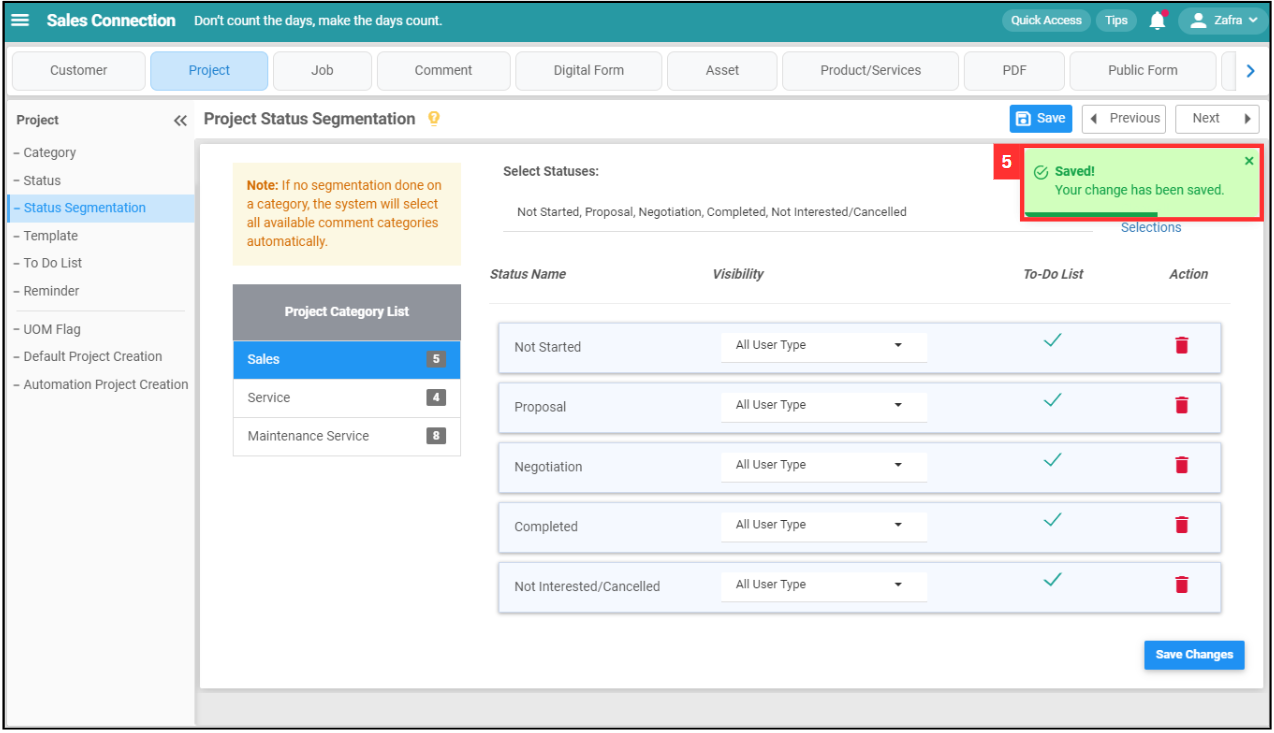 Sales Connection Don't count the days, make the days count. Quick Access Tips Zafra
Customer Project Job Comment Digital Form Asset Product/Services PDF Public Form
Project
– Category
– Status
– Status Segmentation
– Template
– To Do List
– Reminder
– UOM Flag
– Default Project Creation
– Automation Project Creation
Project Status Segmentation
Save Previous Next
Note: If no segmentation done on
a category, the system will select
all available comment categories
automatically.
Project Category List
Sales 5
Service 4
Maintenance Service 8
Select Statuses:
Not Started, Proposal, Negotiation, Completed, Not Interested/Cancelled
5
Saved!
Your change has been saved.
Selections
Status Name Visibility To-Do List Action
Not Started All User Type
Proposal All User Type
Negotiation All User Type
Completed All User Type
Not Interested/Cancelled All User Type
Save Changes